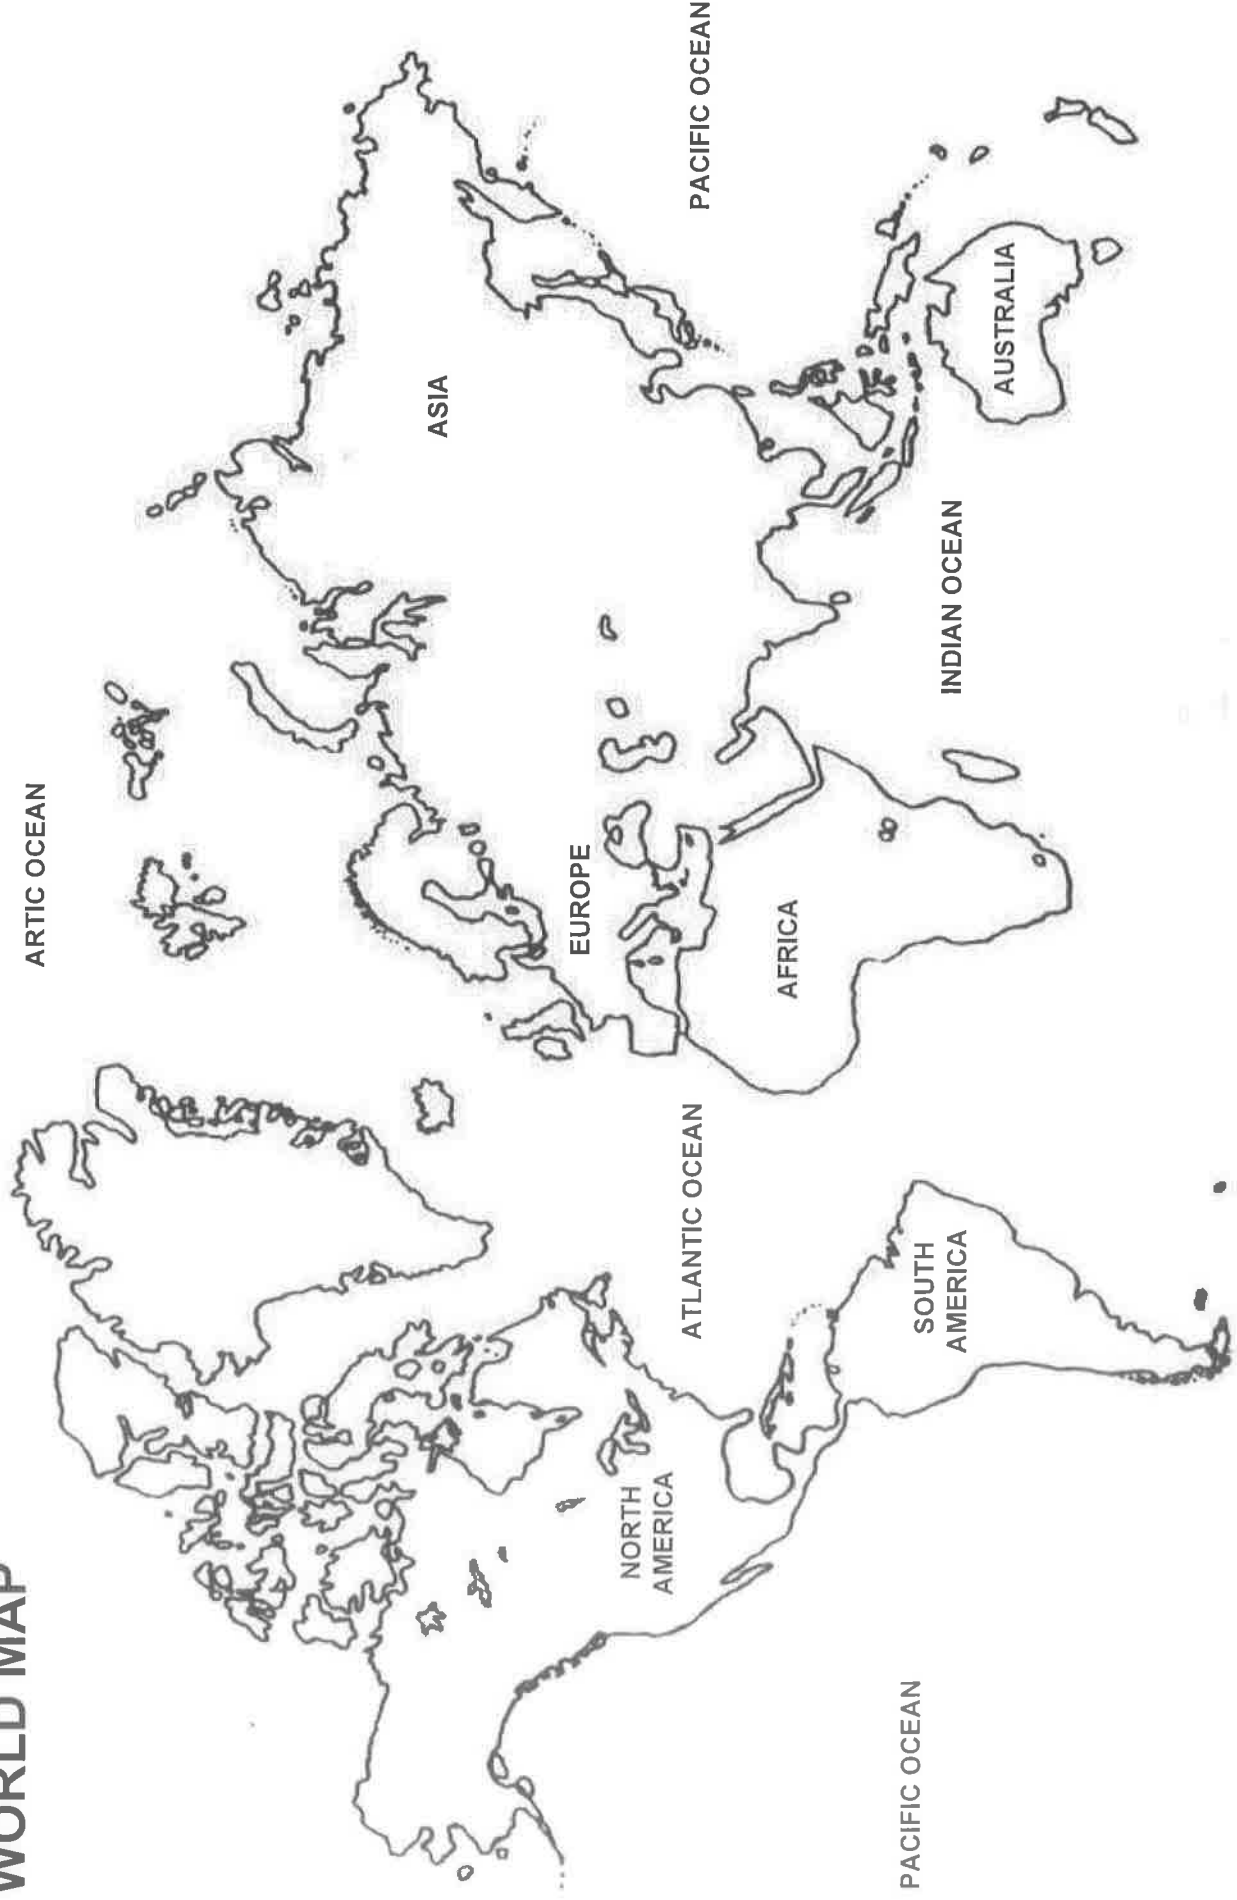 WORLD MAP
ARTIC OCEAN
ASIA
EUROPE
PACIFIC OCEAN
NORTH
AMERICA
ATLANTIC OCEAN
AFRICA
INDIAN OCEAN
AUSTRALIA
SOUTH
AMERICA
PACIFIC OCEAN